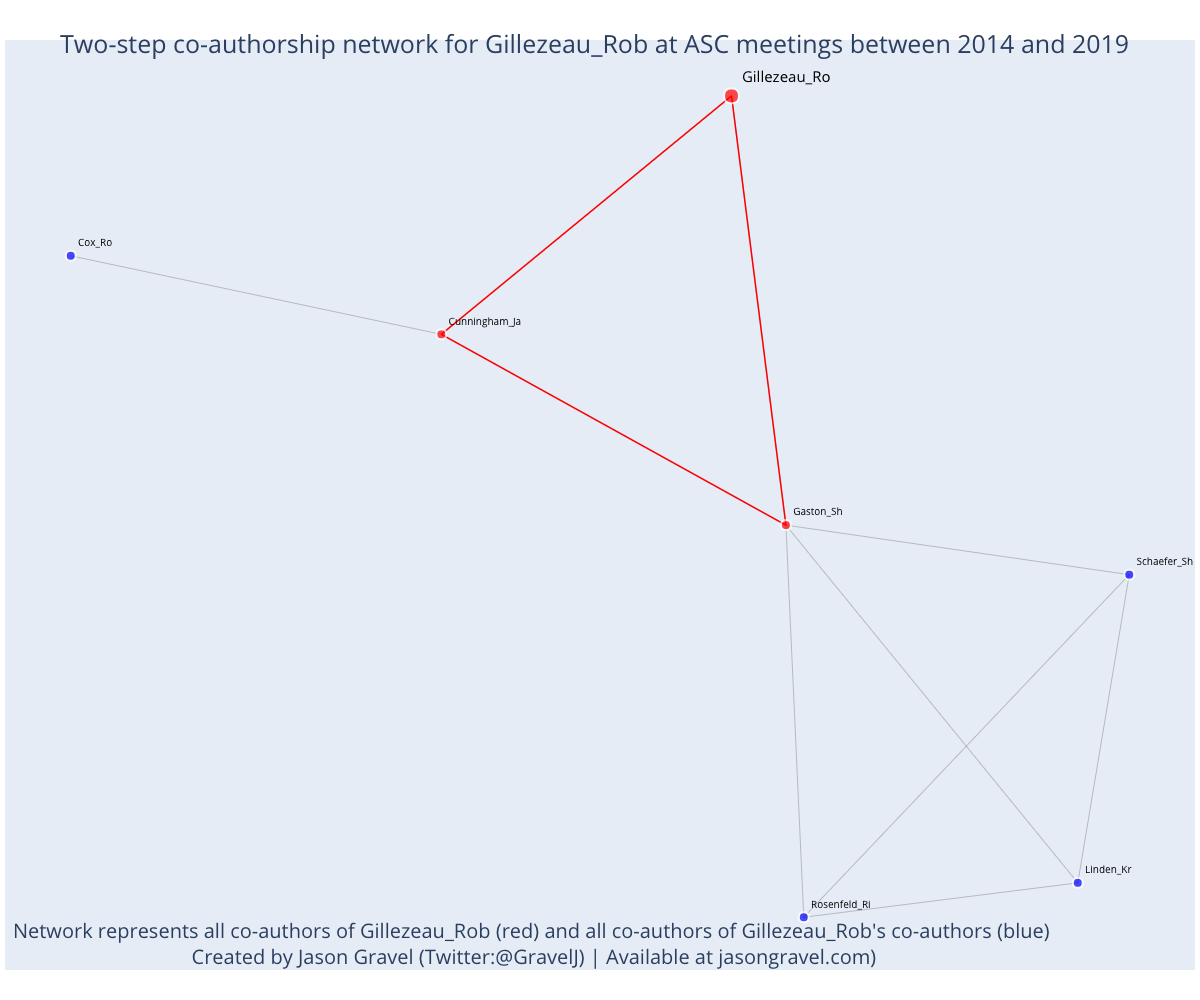 Two-step co-authorship network for Gillezeau_Rob at ASC meetings between 2014 and 2019
Gillezeau_Ro
Cox_Ro
Cunningham_Ja
Gaston_Sh
Schaefer_Sh
Linden_Kr
Rosenfeld_Ri
Network represents all co-authors of Gillezeau_Rob (red) and all co-authors of Gillezeau_Rob's co-authors (blue)
Created by Jason Gravel (Twitter:@GravelJ) | Available at jasongravel.com)